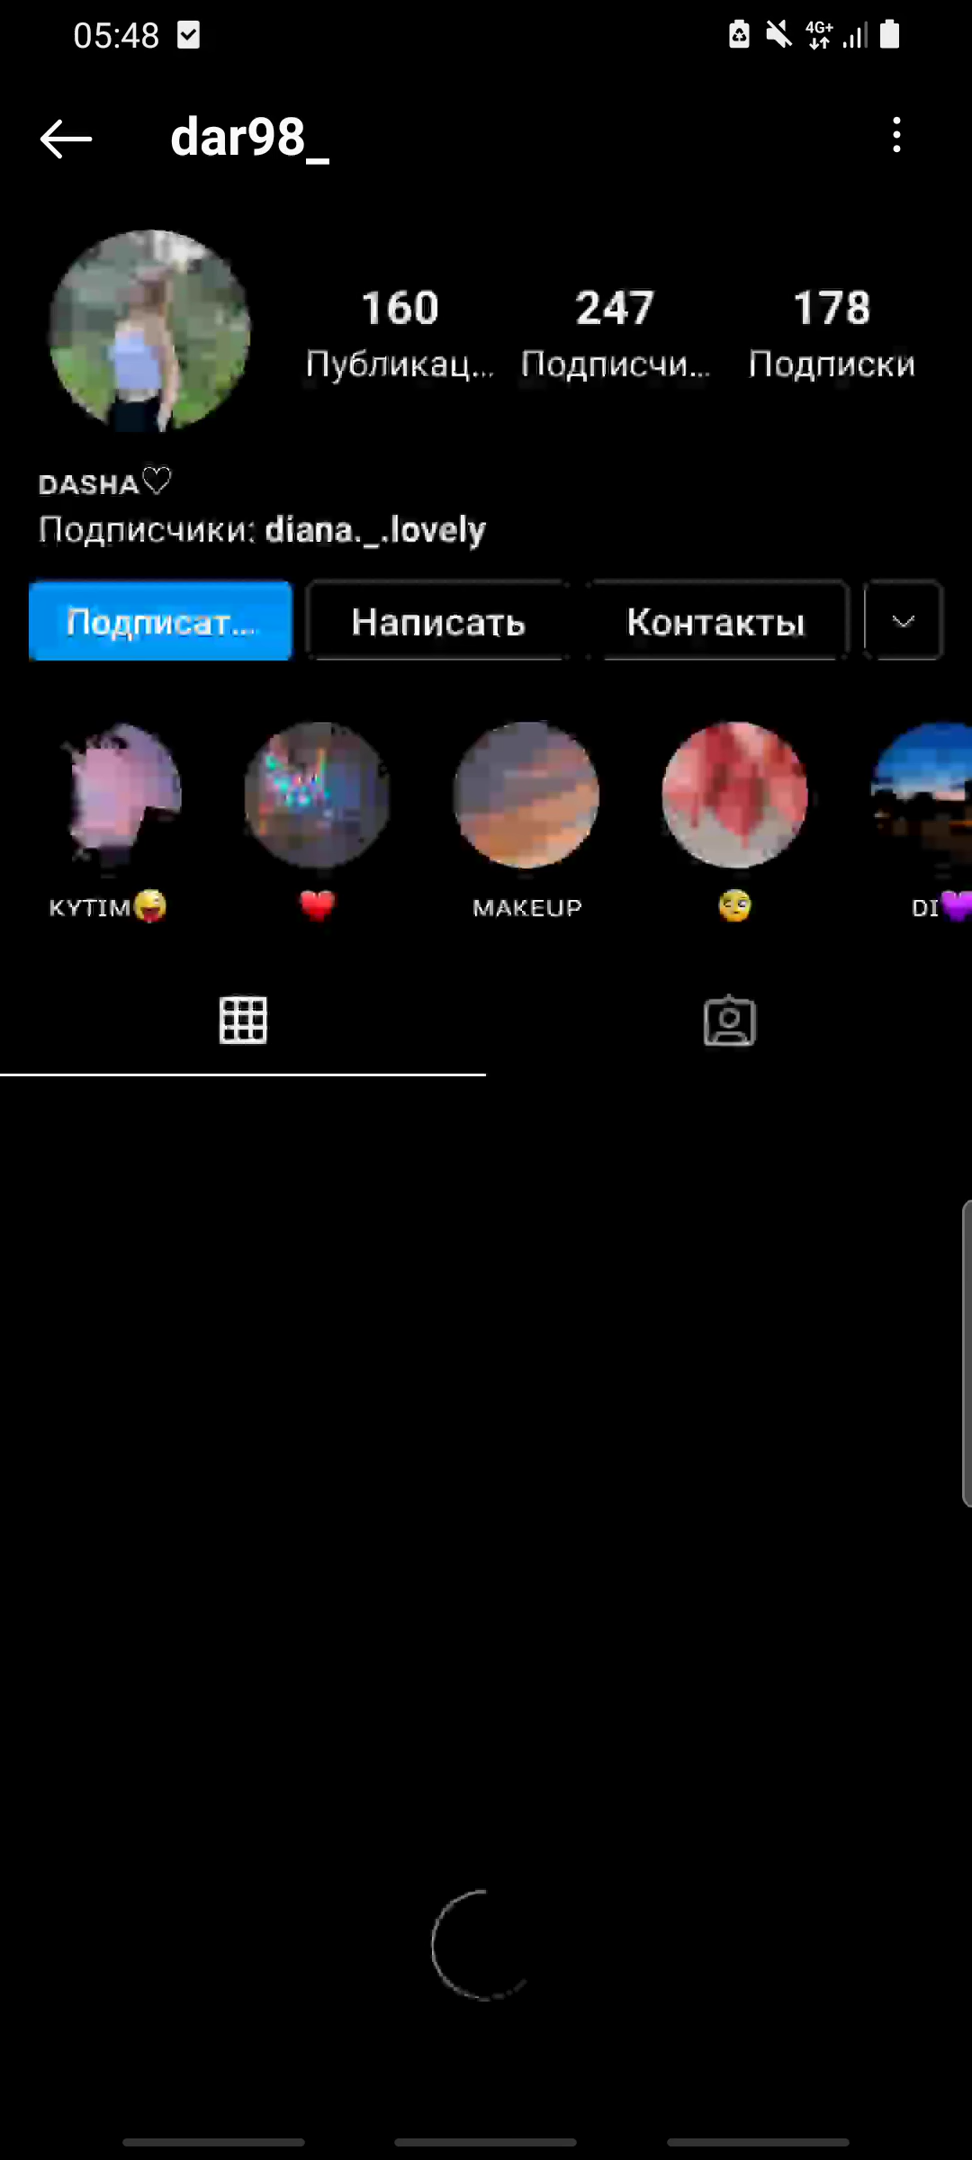 05:48
4G+
dar98_
160
247
178
Публикац...
Подписчи...
Подписки
DASHA♡
Подписчики: diana._.lovely
Подписат...
Написать
Контакты
KYTIM😜
❤️
MAKEUP
🥺
DI💜